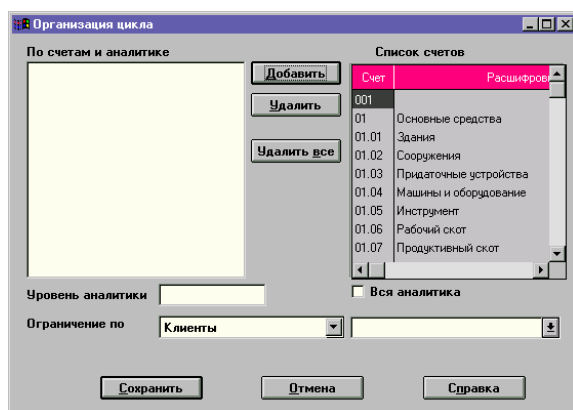 Организация цикла
По счетам и аналитике
Список счетов
Добавить
Удалить
Удалить все
Счет Расшифровк
001
01 Основные средства
01.01 Здания
01.02 Сооружения
01.03 Придаточные устройства
01.04 Машины и оборудование
01.05 Инструмент
01.06 Рабочий скот
01.07 Продуктивный скот
Уровень аналитики
Вся аналитика
Ограничение по Клиенты
Сохранить Отмена Справка